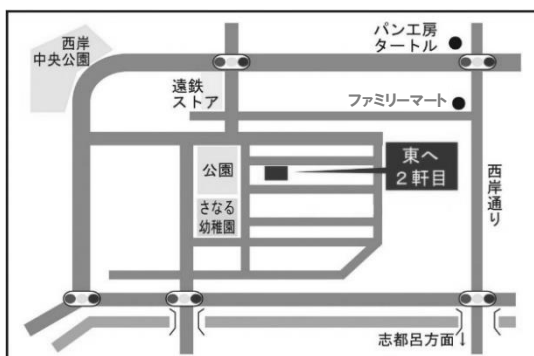 西岸
中央公園
パン工房
タートル
遠鉄
ストア
ファミリーマート
公園
東へ
2軒目
さなる
幼稚園
西岸通り
志都呂方面↓